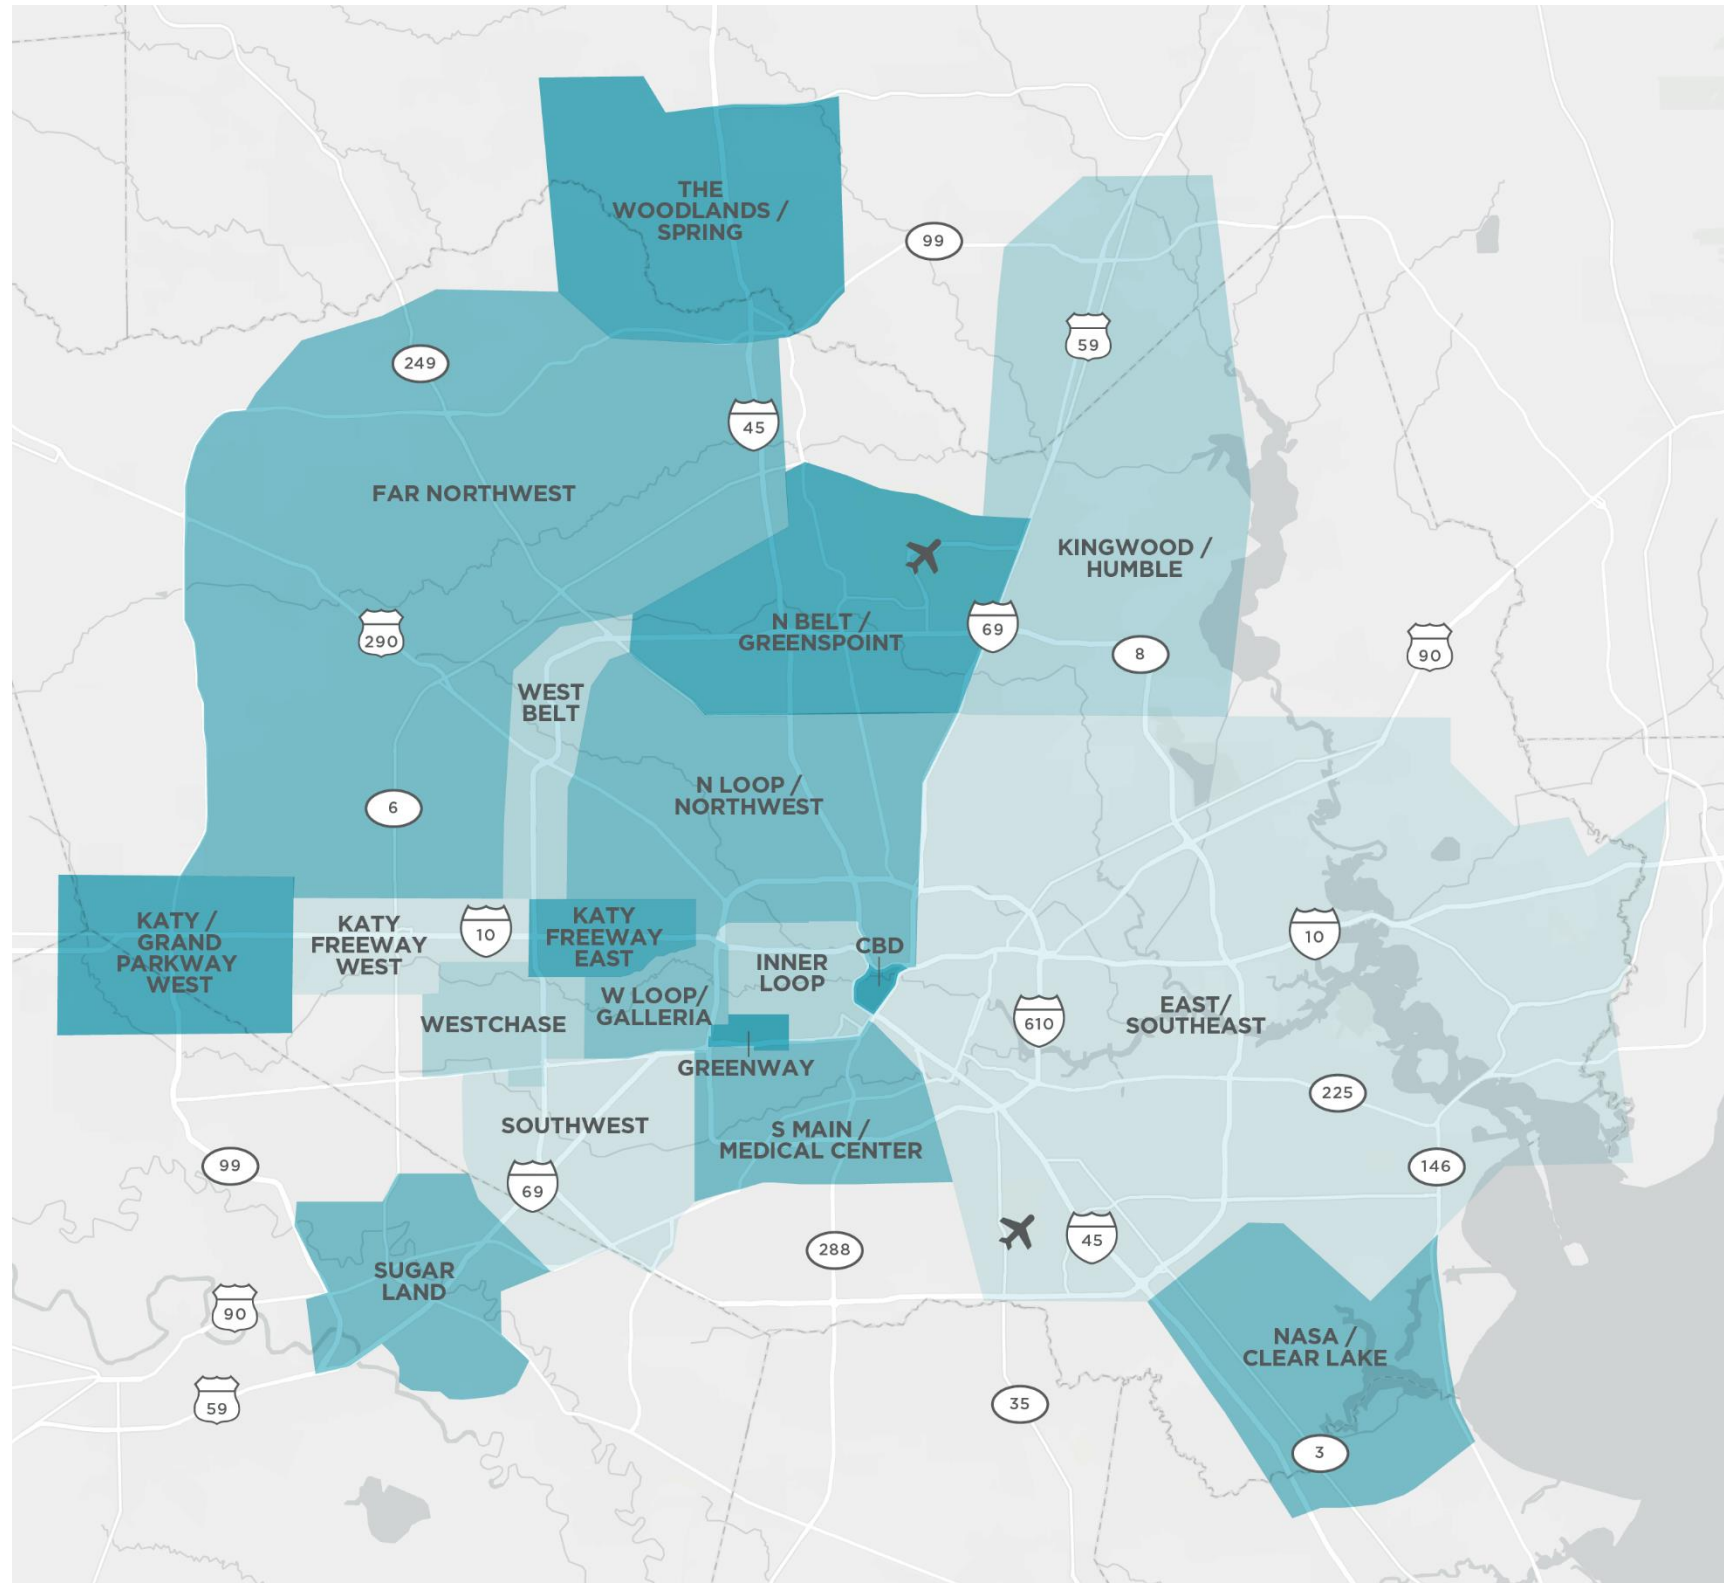 THE
WOODLANDS /
SPRING
99
59
249
45
FAR NORTHWEST
KINGWOOD /
HUMBLE
290
N BELT /
GREENSPOINT
69
8
90
WEST
BELT
6
N LOOP /
NORTHWEST
KATY /
GRAND
PARKWAY
WEST
KATY
FREEWAY
WEST
10
KATY
FREEWAY
EAST
INNER
LOOP
CBD
10
W LOOP/
GALLERIA
WESTCHASE
610
EAST/
SOUTHEAST
GREENWAY
225
SOUTHWEST
S MAIN /
MEDICAL CENTER
99
69
146
288
45
SUGAR
LAND
90
NASA /
CLEAR LAKE
59
35
3